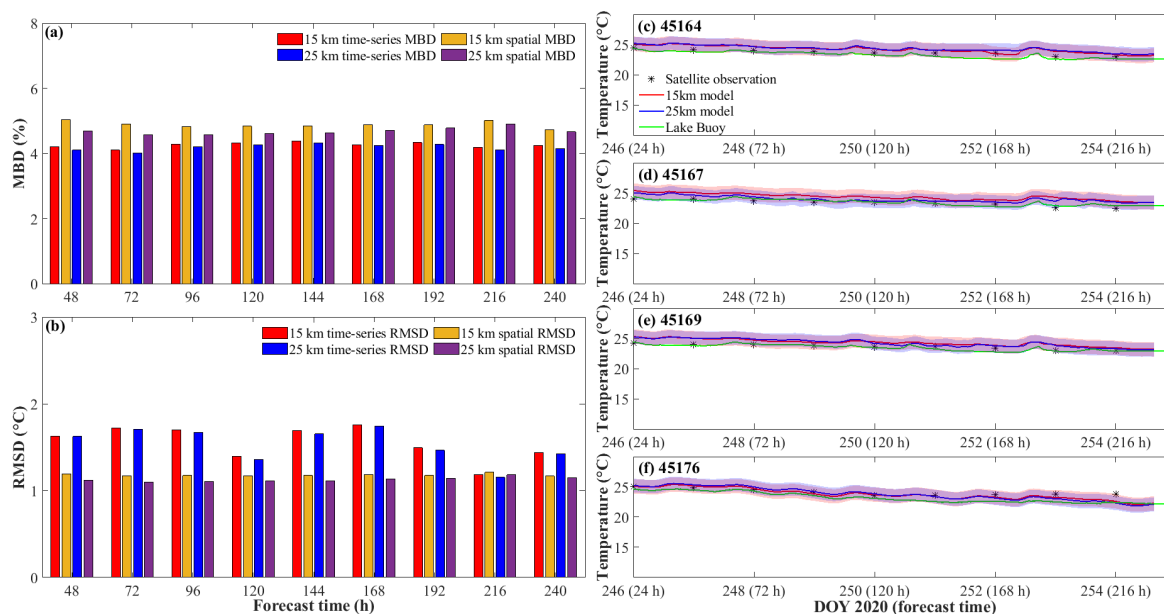 (a)
15 km time-series MBD
15 km spatial MBD
25 km time-series MBD
25 km spatial MBD
MBD (%)
8
6
4
2
0
48 72 96 120 144 168 192 216 240
(b)
15 km time-series RMSD
15 km spatial RMSD
25 km time-series RMSD
25 km spatial RMSD
RMSD (°C)
3
2
1
0
48 72 96 120 144 168 192 216 240
Forecast time (h)
(c) 45164
Temperature (°C)
25
20
15
Satellite observation
15km model
25km model
Lake Buoy
246 (24 h) 248 (72 h) 250 (120 h) 252 (168 h) 254 (216 h)
(d) 45167
Temperature (°C)
25
20
15
246 (24 h) 248 (72 h) 250 (120 h) 252 (168 h) 254 (216 h)
(e) 45169
Temperature (°C)
25
20
15
246 (24 h) 248 (72 h) 250 (120 h) 252 (168 h) 254 (216 h)
(f) 45176
Temperature (°C)
25
20
15
246 (24 h) 248 (72 h) 250 (120 h) 252 (168 h) 254 (216 h)
DOY 2020 (forecast time)